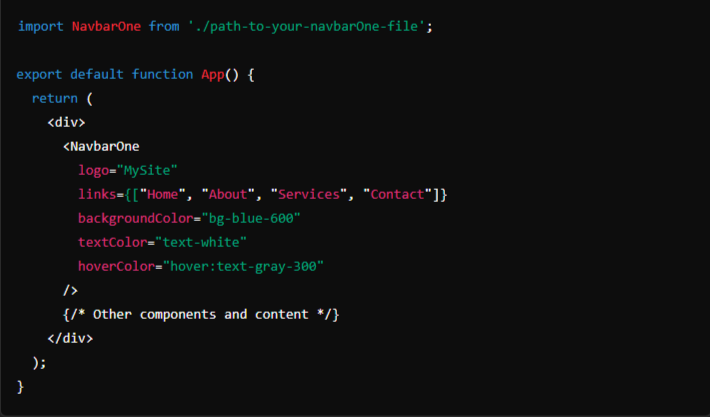 import NavbarOne from './path-to-your-navbarOne-file';
export default function App() {
return (
<div>
<NavbarOne
logo="MySite"
links={["Home", "About", "Services", "Contact"]}
backgroundColor="bg-blue-600"
textColor="text-white"
hoverColor="hover:text-gray-300"
/>
{/* Other components and content */}
</div>
);
}